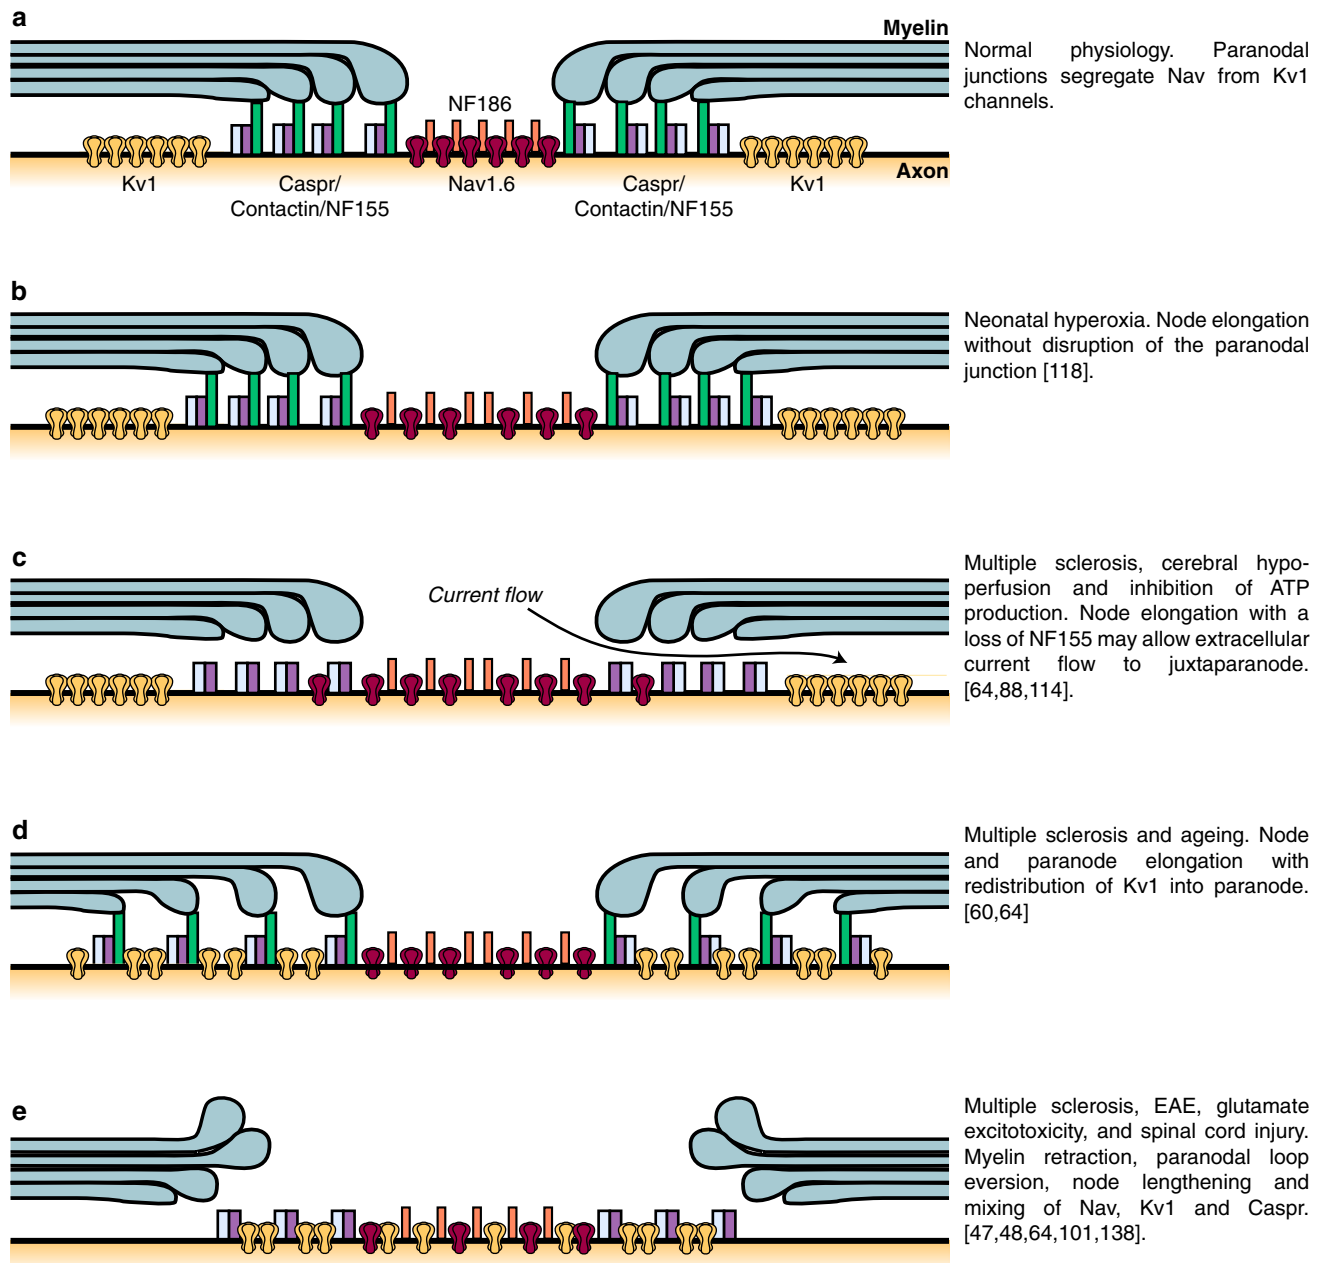 a
Myelin
Normal physiology. Paranodal
junctions segregate Nav from Kv1
channels.
NF186
Axon
Kv1
Caspr/
Contactin/NF155
Nav1.6
Caspr/
Contactin/NF155
Kv1
b
Neonatal hyperoxia. Node elongation
without disruption of the paranodal
junction [118].
c
Current flow
Multiple sclerosis, cerebral hypo-
perfusion and inhibition of ATP
production. Node elongation with a
loss of NF155 may allow extracellular
current flow to juxtaparanode.
[64,88,114].
d
Multiple sclerosis and ageing. Node
and paranode elongation with
redistribution of Kv1 into paranode.
[60,64]
e
Multiple sclerosis, EAE, glutamate
excitotoxicity, and spinal cord injury.
Myelin retraction, paranodal loop
eversion, node lengthening and
mixing of Nav, Kv1 and Caspr.
[47,48,64,101,138].